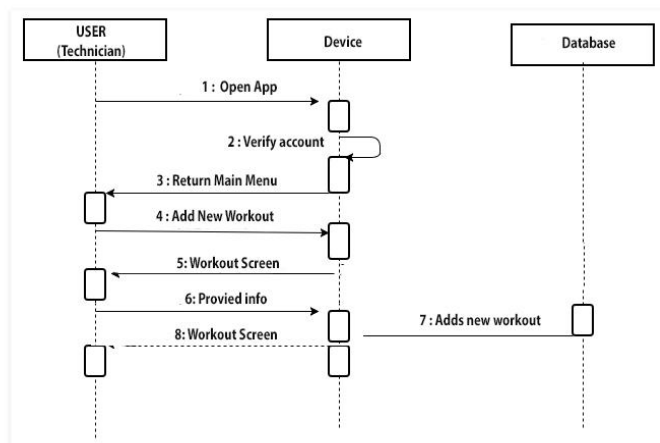 USER
(Technician)
Device
Database
1 : Open App
2 : Verify account
3 : Return Main Menu
4 : Add New Workout
5: Workout Screen
6: Provied info
7 : Adds new workout
8: Workout Screen